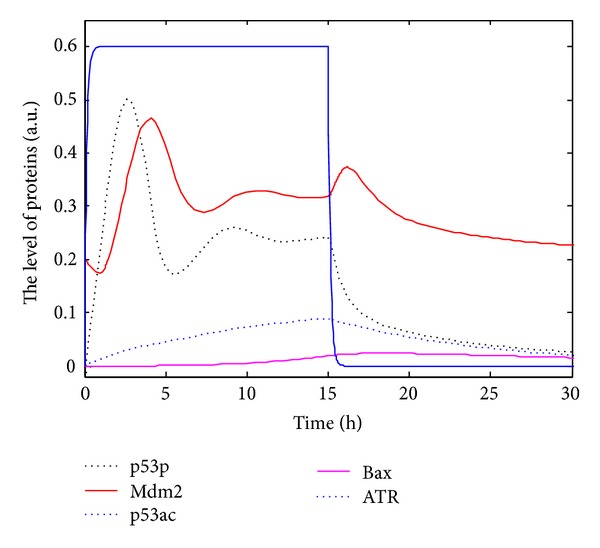 The level of proteins (a.u.)
0.6
0.5
0.4
0.3
0.2
0.1
0
0 5 10 15 20 25 30
Time (h)
p53p
Mdm2
p53ac
Bax
ATR